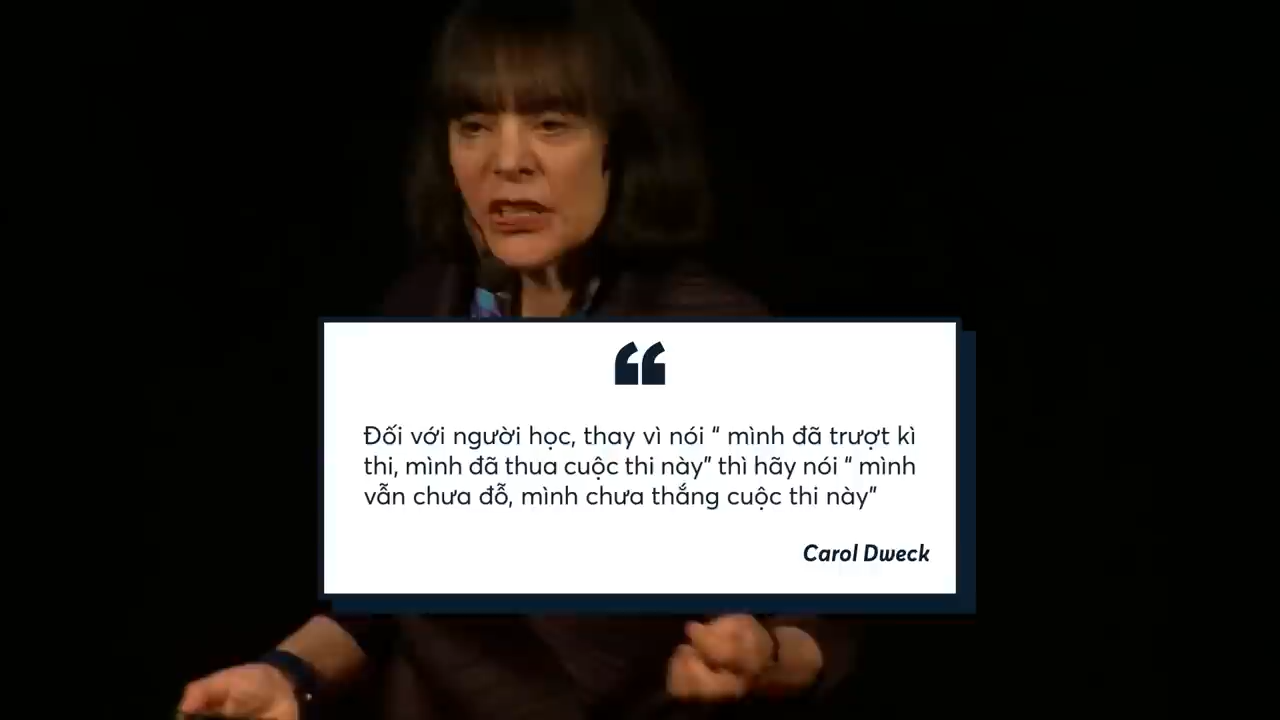 “
Đối với người học, thay vì nói “ mình đã trượt kì
thi, mình đã thua cuộc thi này” thì hãy nói “ mình
vẫn chưa đỗ, mình chưa thắng cuộc thi này”
Carol Dweck